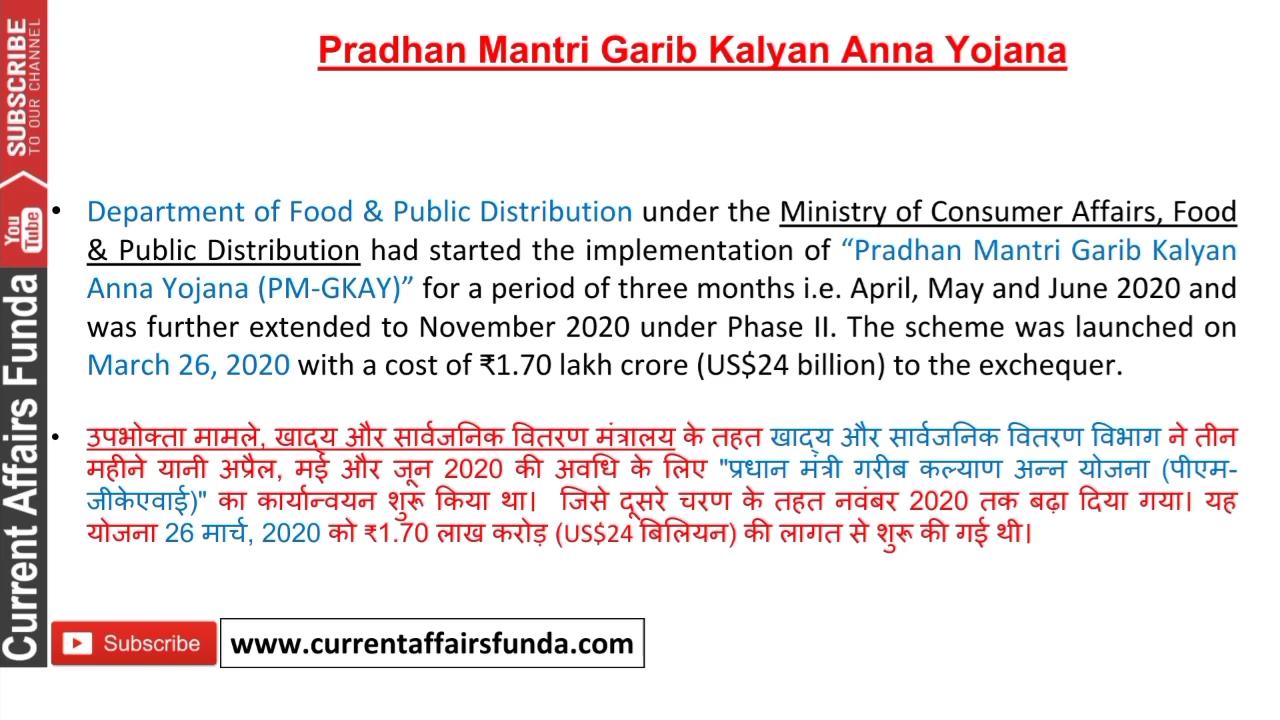 Pradhan Mantri Garib Kalyan Anna Yojana
SUBSCRIBE
TO OUR CHANNEL
You
Tube
Current Affairs Funda
• Department of Food & Public Distribution under the Ministry of Consumer Affairs, Food
& Public Distribution had started the implementation of “Pradhan Mantri Garib Kalyan
Anna Yojana (PM-GKAY)” for a period of three months i.e. April, May and June 2020 and
was further extended to November 2020 under Phase II. The scheme was launched on
March 26, 2020 with a cost of ₹1.70 lakh crore (US$24 billion) to the exchequer.
• उपभोक्ता मामले, खाद्य और सार्वजनिक वितरण मंत्रालय के तहत खाद्य और सार्वजनिक वितरण विभाग ने तीन
महीने यानी अप्रैल, मई और जून 2020 की अवधि के लिए "प्रधान मंत्री गरीब कल्याण अन्न योजना (पीएम-
जीकेएवाई)" का कार्यान्वयन शुरू किया था। जिसे दूसरे चरण के तहत नवंबर 2020 तक बढ़ा दिया गया। यह
योजना 26 मार्च, 2020 को ₹1.70 लाख करोड़ (US$24 बिलियन) की लागत से शुरू की गई थी।
Subscribe
www.currentaffairsfunda.com